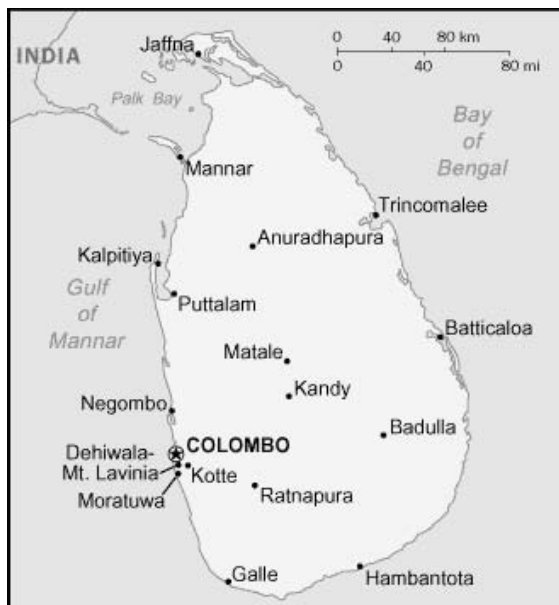 Jaffna
INDIA
0 40 80 km
0 40 80 mi
Palk Bay
Bay
of
Bengal
Mannar
Trincomalee
Anuradhapura
Kalpitiya
Gulf
of
Mannar
Puttalam
Batticaloa
Matale
Kandy
Negombo
Badulla
COLOMBO
Dehiwala-
Mt. Lavinia
Kotte
Moratuwa
Ratnapura
Galle
Hambantota